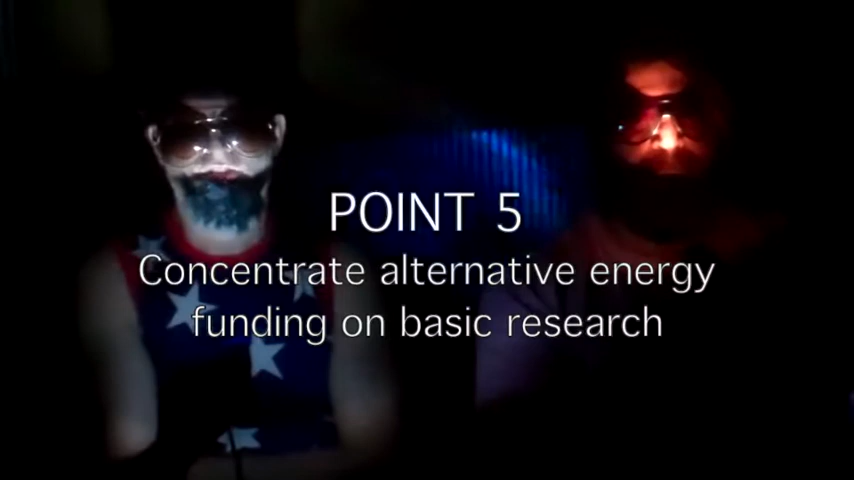 POINT 5
Concentrate alternative energy
funding on basic research